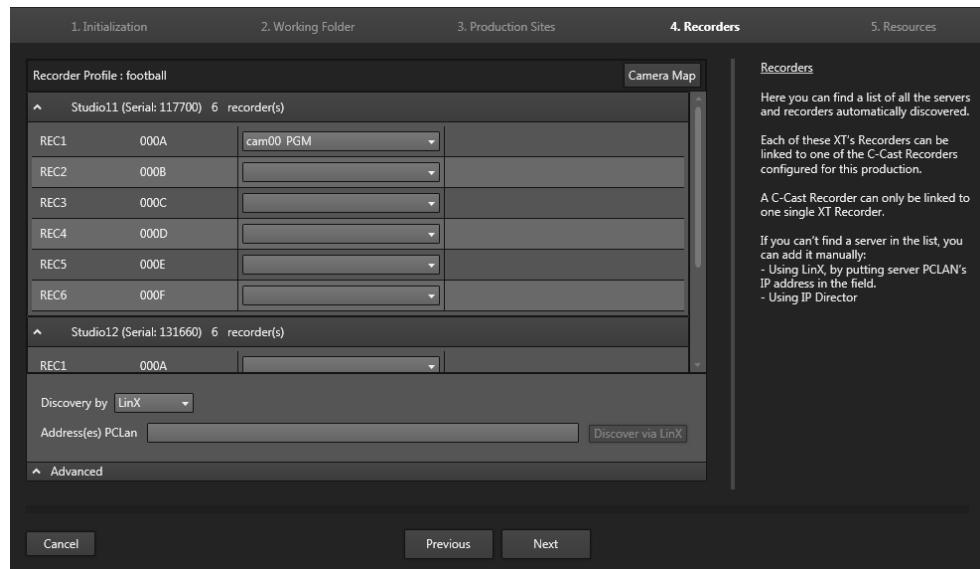 1. Initialization 2. Working Folder 3. Production Sites 4. Recorders 5. Resources
Recorder Profile : football Camera Map
Studio11 (Serial: 117700) 6 recorder(s)
REC1 000A cam00 PGM
REC2 000B
REC3 000C
REC4 000D
REC5 000E
REC6 000F
Studio12 (Serial: 131660) 6 recorder(s)
REC1 000A
Discovery by LinX
Address(es) PCLan Discover via LinX
Advanced
Recorders
Here you can find a list of all the servers
and recorders automatically discovered.
Each of these XT's Recorders can be
linked to one of the C-Cast Recorders
configured for this production.
A C-Cast Recorder can only be linked to
one single XT Recorder.
If you can't find a server in the list, you
can add it manually:
- Using LinX, by putting server PCLAN's
IP address in the field.
- Using IP Director
Cancel Previous Next